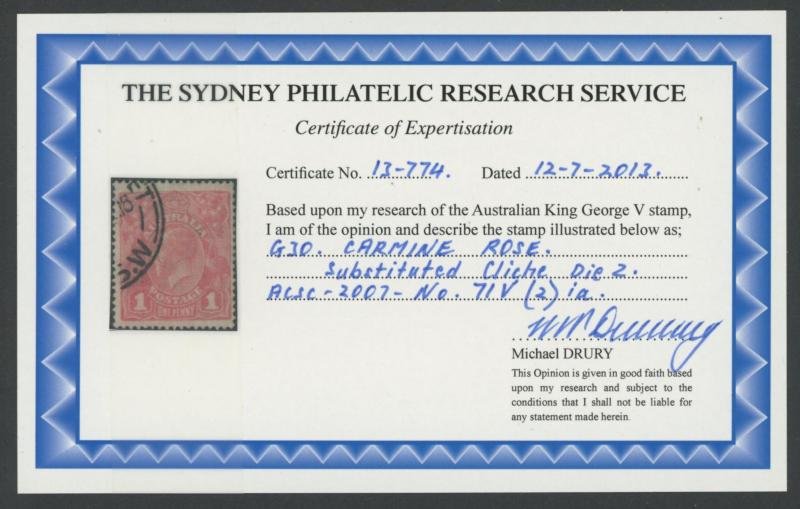 THE SYDNEY PHILATELIC RESEARCH SERVICE
Certificate of Expertisation
Certificate No. 13-774. Dated 12-7-2013.
Based upon my research of the Australian King George V stamp,
I am of the opinion and describe the stamp illustrated below as;
G30. CARMINE ROSE.
Substituted Cliche Die 2.
ACSC-2007- No. 71V (2) ia.
Michael DRURY
This Opinion is given in good faith based
upon my research and subject to the
conditions that I shall not be liable for
any statement made herein.
AUSTRALIA
1 POSTAGE 1
ONE PENNY